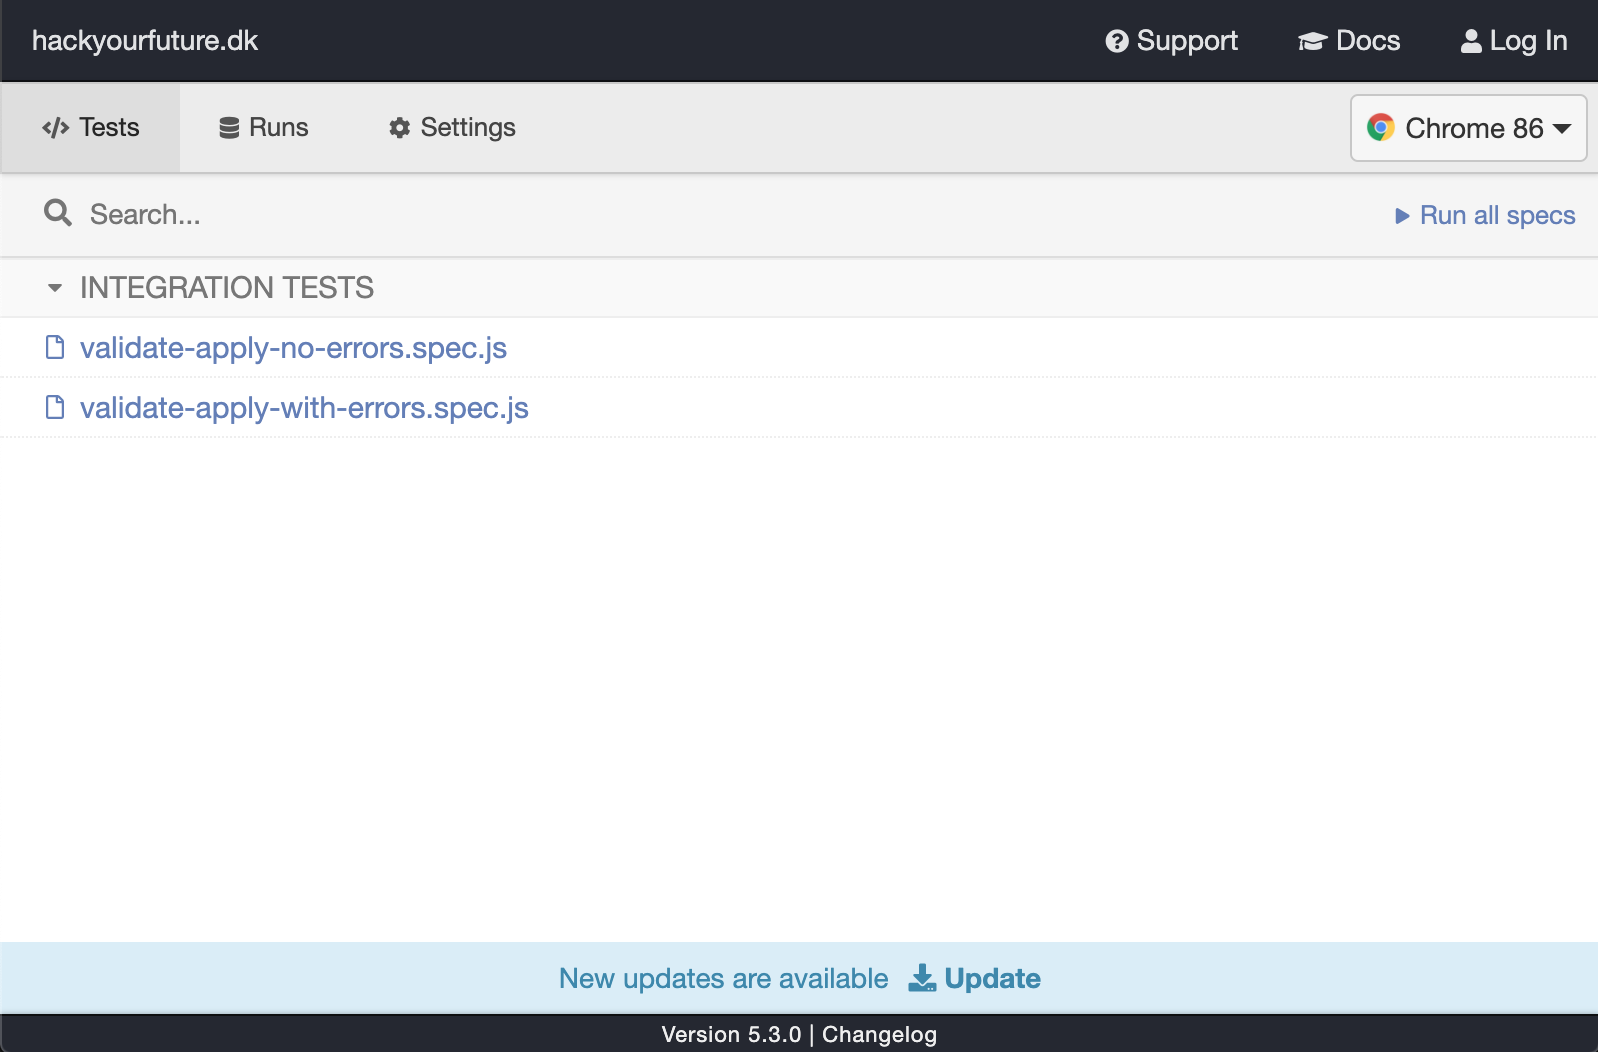 hackyourfuture.dk Support Docs Log In
Tests Runs Settings Chrome 86
Search... Run all specs
INTEGRATION TESTS
validate-apply-no-errors.spec.js
validate-apply-with-errors.spec.js
New updates are available Update
Version 5.3.0 | Changelog